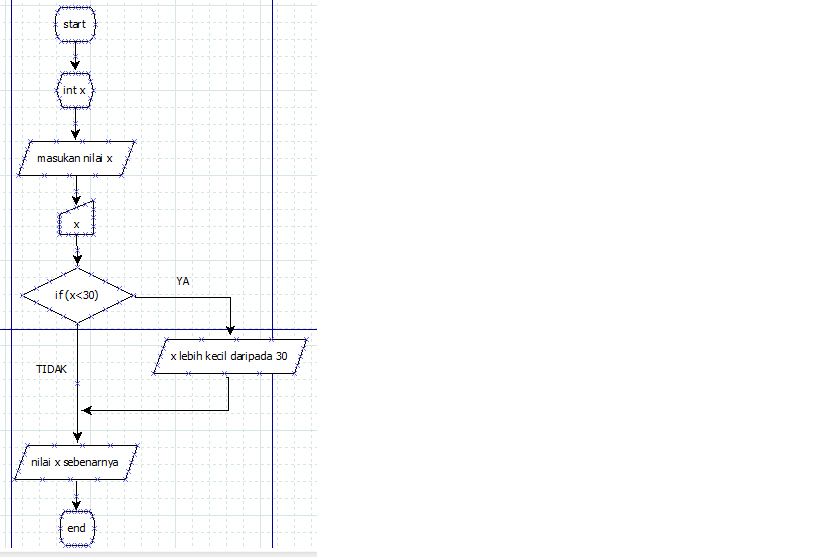 start
int x
masukan nilai x
x
if (x<30)
YA
x lebih kecil daripada 30
TIDAK
nilai x sebenarnya
end